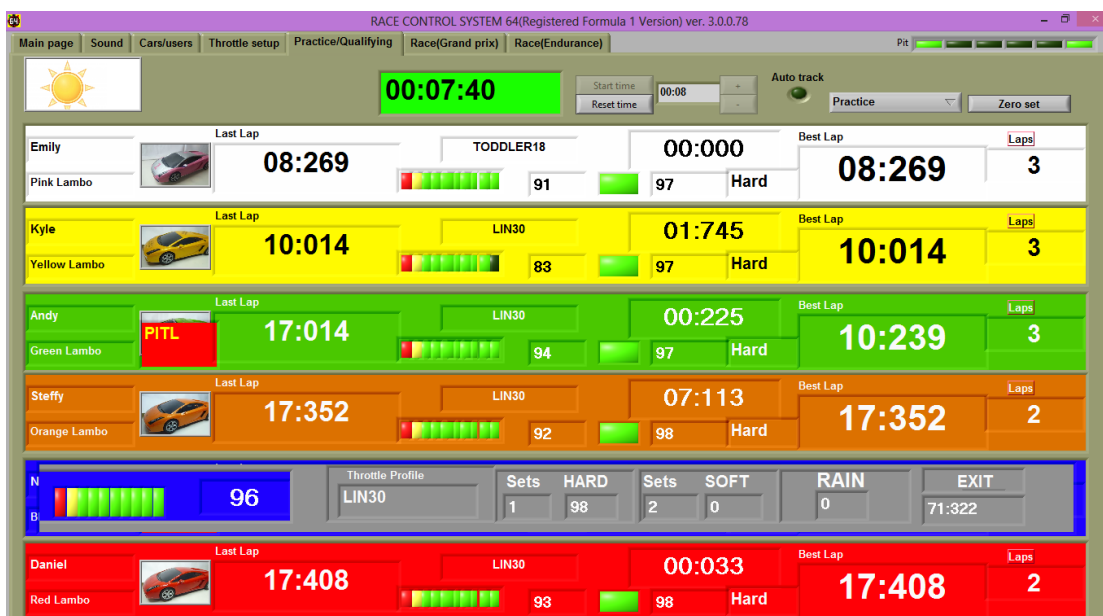 64
RACE CONTROL SYSTEM 64(Registered Formula 1 Version) ver. 3.0.0.78
Main page Sound Cars/users Throttle setup Practice/Qualifying Race(Grand prix) Race(Endurance) Pit
00:07:40 Start time 00:08 + Auto track
Reset time - Practice Zero set
Last Lap Best Lap Laps
Emily 08:269 TODDLER18 00:000 08:269 3
Pink Lambo 91 97 Hard
Last Lap Best Lap Laps
Kyle 10:014 LIN30 01:745 10:014 3
Yellow Lambo 83 97 Hard
Last Lap Best Lap Laps
Andy PITL 17:014 LIN30 00:225 10:239 3
Green Lambo 94 97 Hard
Last Lap Best Lap Laps
Steffy 17:352 LIN30 07:113 17:352 2
Orange Lambo 92 98 Hard
Throttle Profile Sets HARD Sets SOFT RAIN EXIT
N 96 LIN30 1 98 2 0 0 71:322
B
Last Lap Best Lap Laps
Daniel 17:408 LIN30 00:033 17:408 2
Red Lambo 93 98 Hard